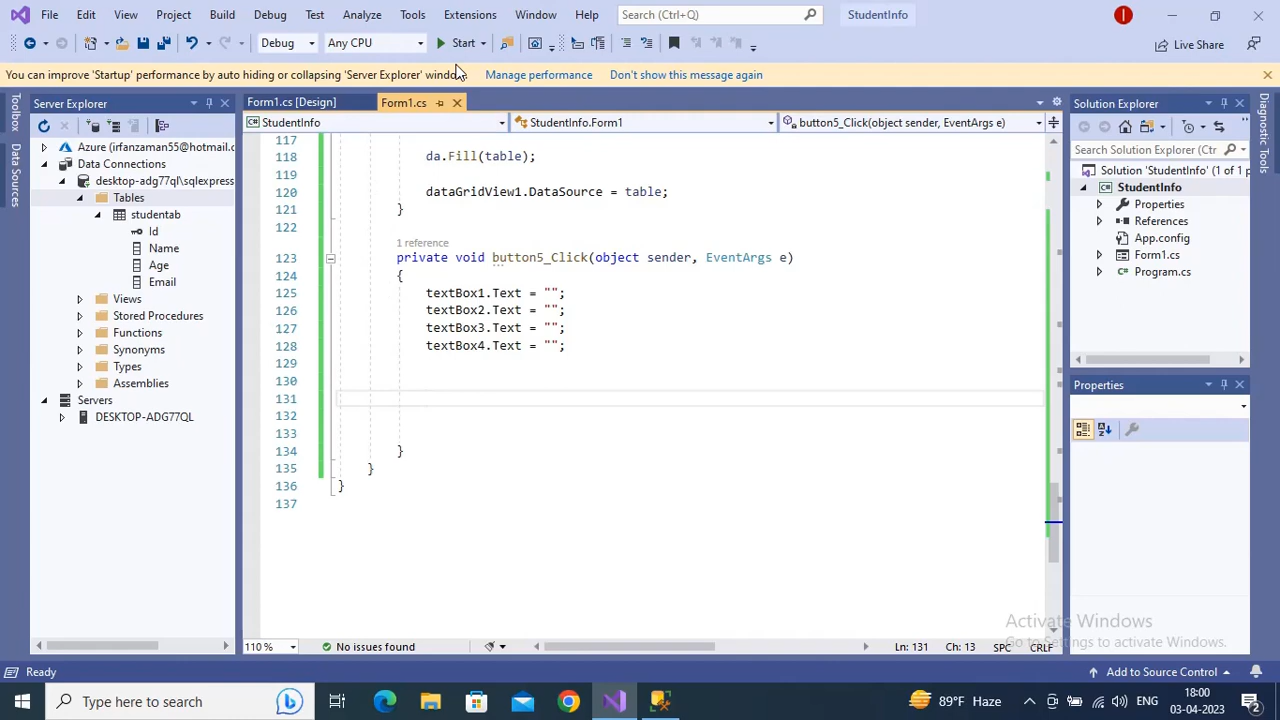 File Edit View Project Build Debug Test Analyze Tools Extensions Window Help Search (Ctrl+Q) StudentInfo I
Debug Any CPU Start Live Share
You can improve 'Startup' performance by auto hiding or collapsing 'Server Explorer' window. Manage performance Don't show this message again
Toolbox
Data Sources
Server Explorer
Azure (irfanzaman55@hotmail.c
Data Connections
desktop-adg77ql\sqlexpress
Tables
studentab
Id
Name
Age
Email
Views
Stored Procedures
Functions
Synonyms
Types
Assemblies
Servers
DESKTOP-ADG77QL
Form1.cs [Design] Form1.cs
StudentInfo StudentInfo.Form1 button5_Click(object sender, EventArgs e)
117
118 da.Fill(table);
119
120 dataGridView1.DataSource = table;
121 }
122
1 reference
123 private void button5_Click(object sender, EventArgs e)
124 {
125 textBox1.Text = "";
126 textBox2.Text = "";
127 textBox3.Text = "";
128 textBox4.Text = "";
129
130
131
132
133
134 }
135 }
136 }
137
110 % No issues found Ln: 131 Ch: 13 SPC CRLF
Solution Explorer
Search Solution Explorer (Ctr
Solution 'StudentInfo' (1 of 1 p
StudentInfo
Properties
References
App.config
Form1.cs
Program.cs
Properties
Diagnostic Tools
Activate Windows
Go to Settings to activate Windows.
Ready Add to Source Control
Type here to search 89°F Haze ENG 18:00
03-04-2023 2